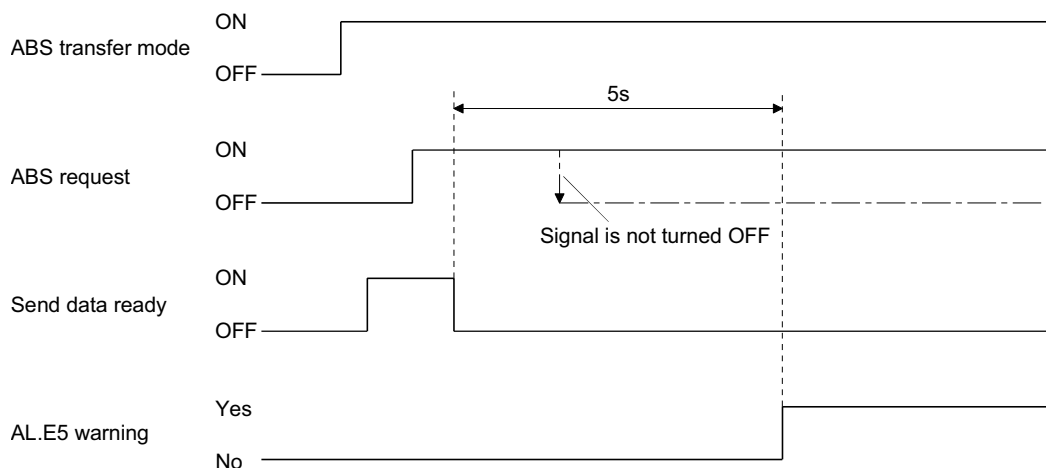 ON
ABS transfer mode
OFF
5s
ON
ABS request
OFF
Signal is not turned OFF
ON
Send data ready
OFF
Yes
AL.E5 warning
No